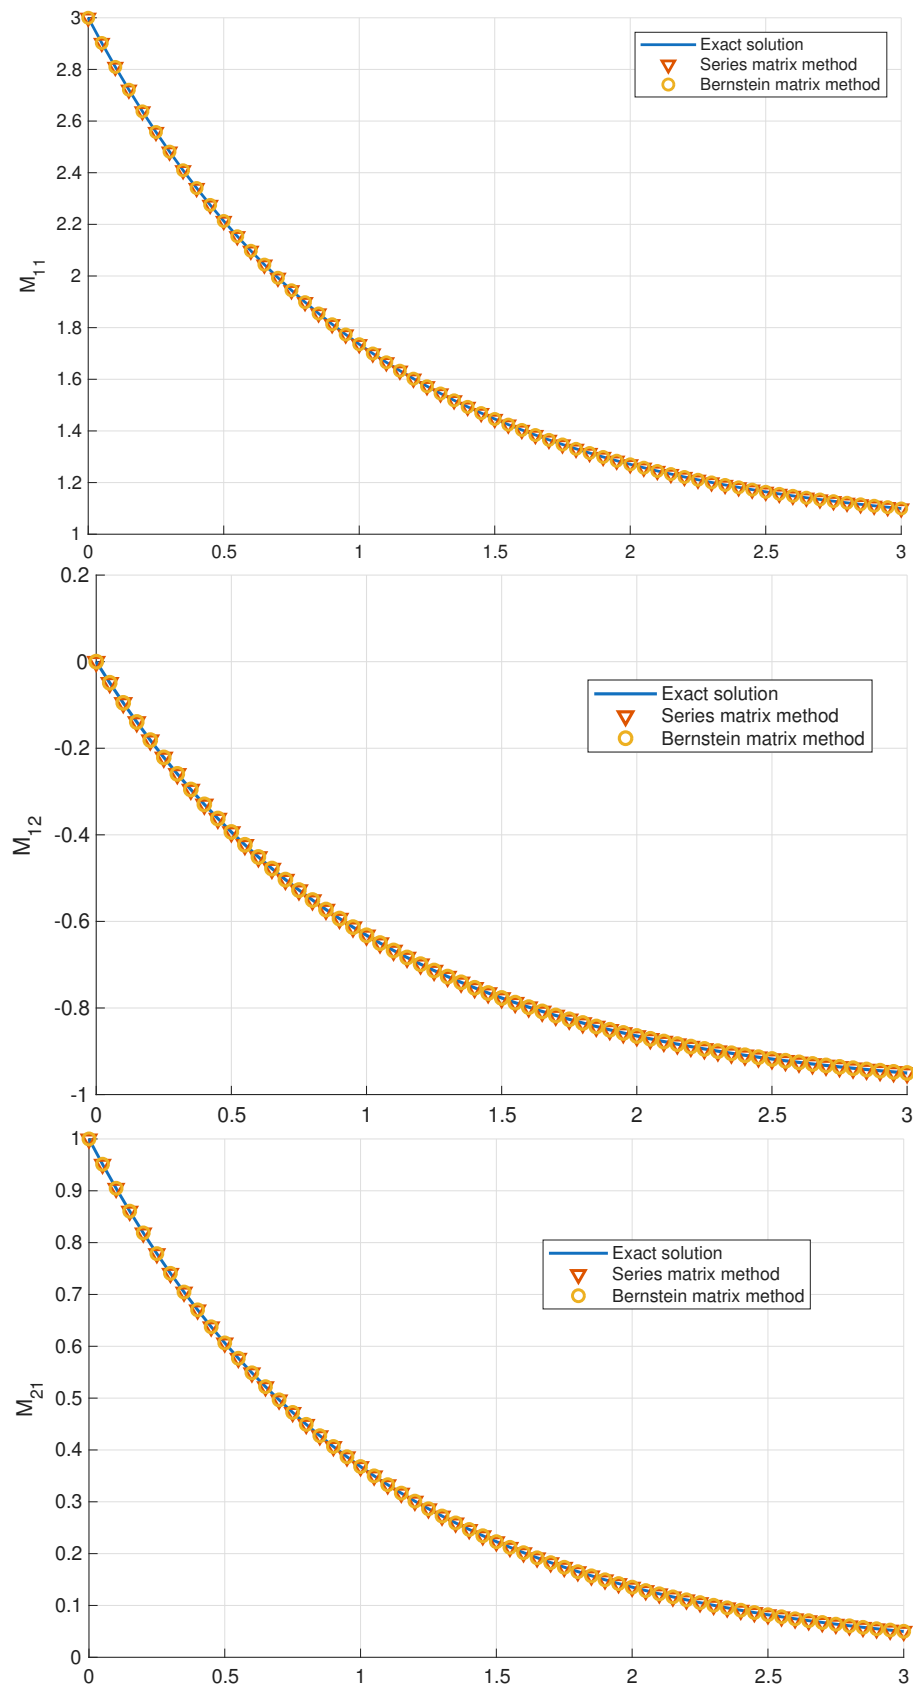 3
2.8
2.6
2.4
2.2
2
1.8
1.6
1.4
1.2
1
M11
Exact solution
Series matrix method
Bernstein matrix method
0 0.5 1 1.5 2 2.5 3
0.2
0
-0.2
-0.4
-0.6
-0.8
-1
M12
Exact solution
Series matrix method
Bernstein matrix method
0 0.5 1 1.5 2 2.5 3
1
0.9
0.8
0.7
0.6
0.5
0.4
0.3
0.2
0.1
0
M21
Exact solution
Series matrix method
Bernstein matrix method
0 0.5 1 1.5 2 2.5 3